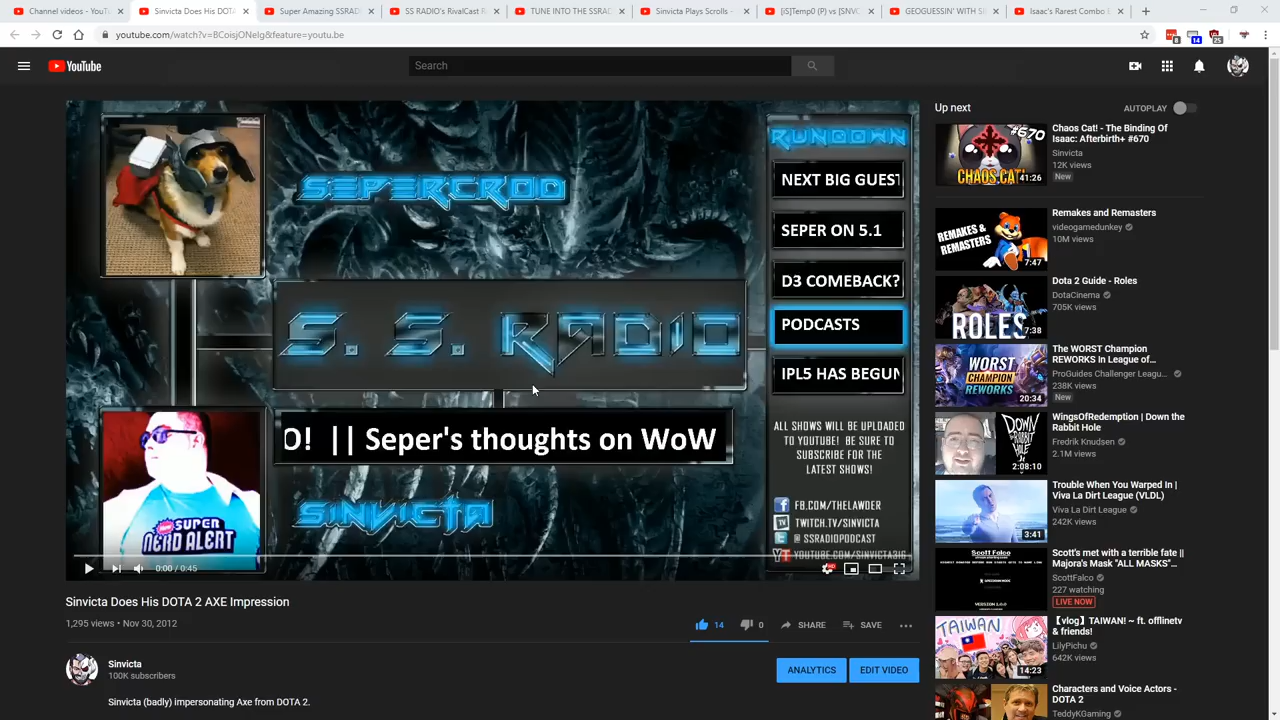 Channel videos - YouTu
Sinvicta Does His DOTA
Super Amazing SSRAD
SS RADIO's RivalCast R
TUNE INTO THE SSRAD
Sinvicta Plays Scrolls -
[iS]Temp0 (P) vs [SNVC
GEOGUESSIN' WITH SI
Isaac's Rarest Combo E
youtube.com/watch?v=BCoisjONeIg&feature=youtu.be
8
14
25
YouTube
Search
SEPERCROD
S. S. RADIO
O! || Seper's thoughts on WoW
SINVICTA
SUPER
NERD ALERT
RUNDOWN
NEXT BIG GUEST
SEPER ON 5.1
D3 COMEBACK?
PODCASTS
IPL5 HAS BEGUN
ALL SHOWS WILL BE UPLOADED
TO YOUTUBE! BE SURE TO
SUBSCRIBE FOR THE
LATEST SHOWS!
FB.COM/THELAWDER
TWITCH.TV/SINVICTA
@ SSRADIOPODCAST
YOUTUBE.COM/SINVICTABIG
0:00 / 0:45
Sinvicta Does His DOTA 2 AXE Impression
1,295 views • Nov 30, 2012
14
0
SHARE
SAVE
Sinvicta
100K subscribers
ANALYTICS
EDIT VIDEO
Sinvicta (badly) impersonating Axe from DOTA 2.
Up next
AUTOPLAY
#670
CHAOS CAT!
41:26
Chaos Cat! - The Binding Of
Isaac: Afterbirth+ #670
Sinvicta
12K views
New
REMAKES &
REMASTERS
7:47
Remakes and Remasters
videogamedunkey
10M views
ROLES
7:38
Dota 2 Guide - Roles
DotaCinema
705K views
WORST
CHAMPION
REWORKS
20:34
The WORST Champion
REWORKS In League of...
ProGuides Challenger Leagu...
238K views
New
DOWN
THE
RABBIT
HOLE
2:08:10
WingsOfRedemption | Down the
Rabbit Hole
Fredrik Knudsen
2.1M views
3:41
Trouble When You Warped In |
Viva La Dirt League (VLDL)
Viva La Dirt League
242K views
Scott Falco
VERSION 1.0.0
Scott's met with a terrible fate ||
Majora's Mask "ALL MASKS"...
ScottFalco
227 watching
LIVE NOW
TAIWAN!
14:23
【vlog】TAIWAN! ~ ft. offlinetv
& friends!
LilyPichu
642K views
Characters and Voice Actors -
DOTA 2
TeddyKGaming